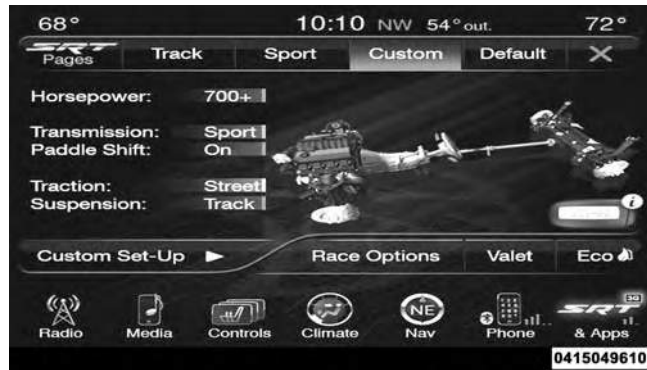 68° 10:10 NW 54° out. 72°
SRT Pages Track Sport Custom Default X
Horsepower: 700+
Transmission: Sport
Paddle Shift: On
Traction: Street
Suspension: Track
i
Custom Set-Up Race Options Valet Eco
NE 3G
Radio Media Controls Climate Nav Phone SRT & Apps
0415049610